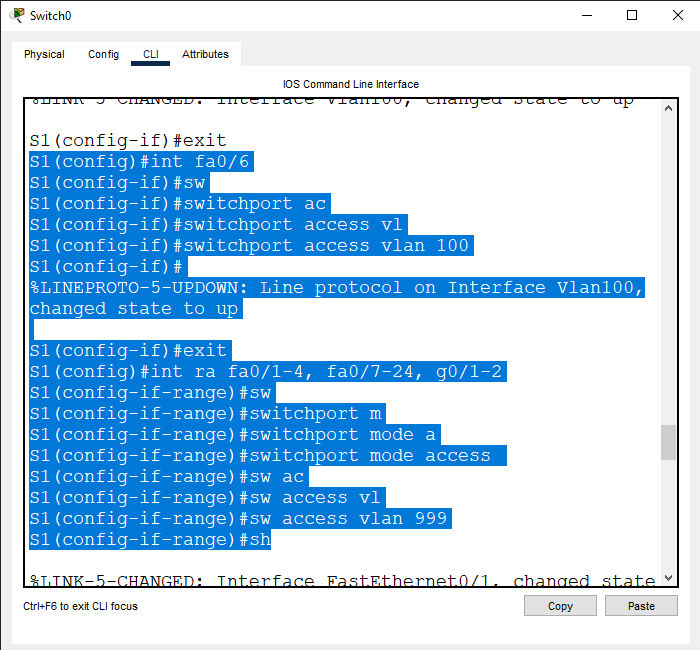 Switch0
Physical Config CLI Attributes
IOS Command Line Interface
%LINK-5-CHANGED: Interface Vlan100, changed state to up
S1(config-if)#exit
S1(config)#int fa0/6
S1(config-if)#sw
S1(config-if)#switchport ac
S1(config-if)#switchport access vl
S1(config-if)#switchport access vlan 100
S1(config-if)#
%LINEPROTO-5-UPDOWN: Line protocol on Interface Vlan100,
changed state to up
S1(config-if)#exit
S1(config)#int ra fa0/1-4, fa0/7-24, g0/1-2
S1(config-if-range)#sw
S1(config-if-range)#switchport m
S1(config-if-range)#switchport mode a
S1(config-if-range)#switchport mode access
S1(config-if-range)#sw ac
S1(config-if-range)#sw access vl
S1(config-if-range)#sw access vlan 999
S1(config-if-range)#sh
%LINK-5-CHANGED: Interface FastEthernet0/1, changed state
Ctrl+F6 to exit CLI focus
Copy Paste